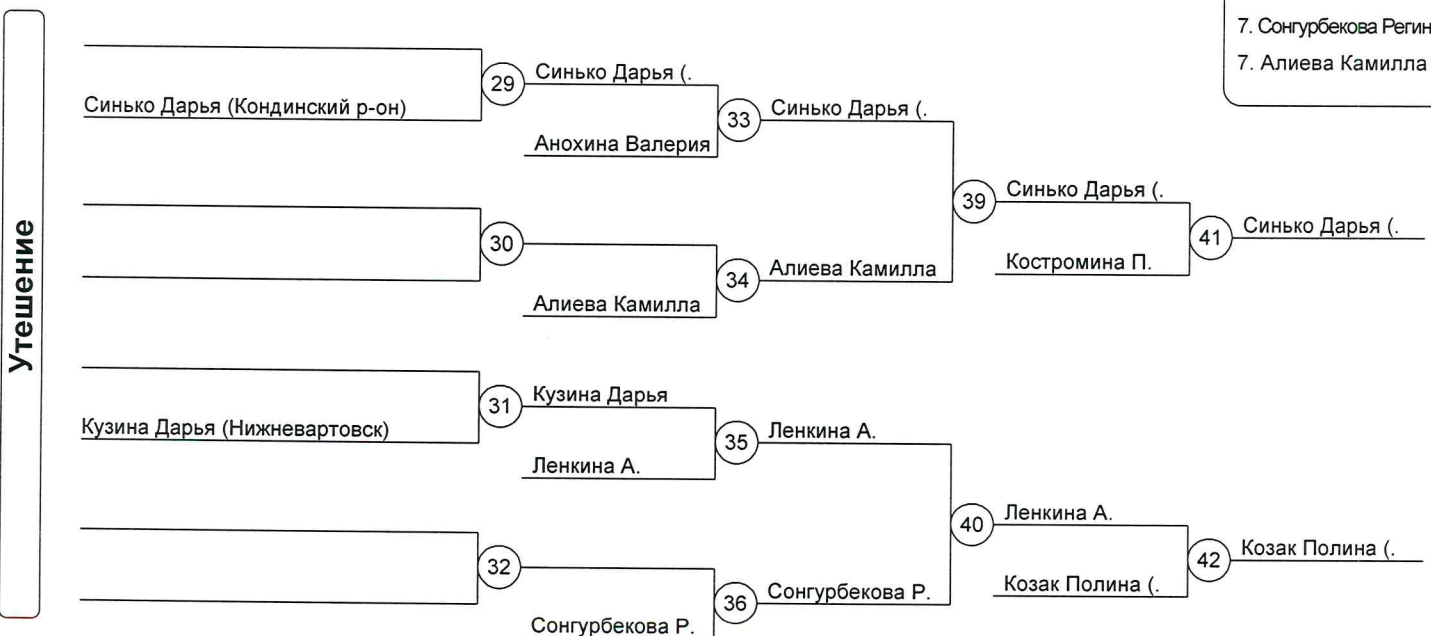 7. Сонгурбекова Регин
7. Алиева Камилла
Утешение
Синько Дарья (Кондинский р-он)
29
Синько Дарья (.
Анохина Валерия
33
Синько Дарья (.
30
Алиева Камилла
34
Алиева Камилла
39
Синько Дарья (.
Костромина П.
41
Синько Дарья (.
Кузина Дарья (Нижневартовск)
31
Кузина Дарья
Ленкина А.
35
Ленкина А.
32
Сонгурбекова Р.
36
Сонгурбекова Р.
40
Ленкина А.
Козак Полина (.
42
Козак Полина (.